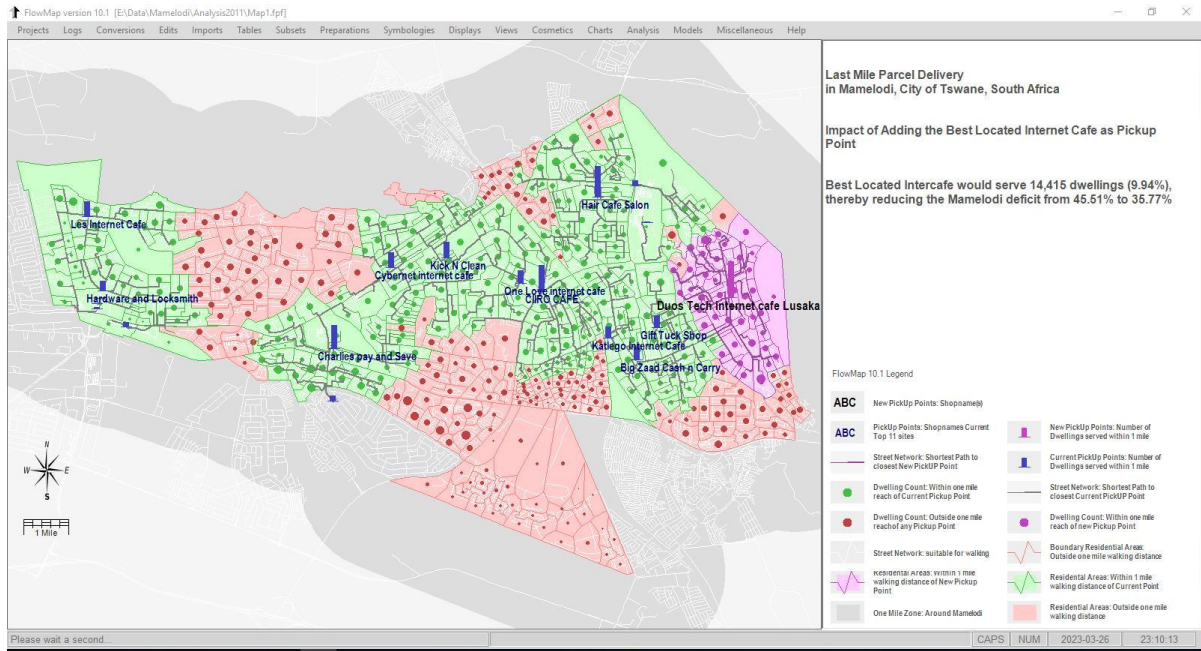 FlowMap version 10.1 [E:\Data\Mamelodi\Analysis2011\Map1.fpf]
Projects Logs Conversions Edits Imports Tables Subsets Preparations Symbologies Displays Views Cosmetics Charts Analysis Models Miscellaneous Help
Last Mile Parcel Delivery
in Mamelodi, City of Tswane, South Africa
Impact of Adding the Best Located Internet Cafe as Pickup
Point
Best Located Intercafe would serve 14,415 dwellings (9.94%),
thereby reducing the Mamelodi deficit from 45.51% to 35.77%
Hair Cafe Salon
Les Internet Cafe
Kick N Clean
Cybernet internet cafe
One Love internet cafe
CIRO CAFE
Hardware and Locksmith
Duos Tech Internet cafe Lusaka
Gift Tuck Shop
Katlego Internet Cafe
Charlies pay and Save
Big Zaad Cash n Carry
N
W E
S
1 Mile
FlowMap 10.1 Legend
ABC New PickUp Points: Shopname(s)
ABC PickUp Points: Shopnames Current
Top 11 sites
New PickUp Points: Number of
Dwellings served within 1 mile
Street Network: Shortest Path to
closest New PickUP Point
Current PickUp Points: Number of
Dwellings served within 1 mile
Dwelling Count: Within one mile
reach of Current Pickup Point
Street Network: Shortest Path to
closest Current PickUP Point
Dwelling Count: Outside one mile
reachof any Pickup Point
Dwelling Count: Within one mile
reach of new Pickup Point
Street Network: suitable for walking
Boundary Residential Areas:
Outside one mile walking distance
Residental Areas: Within 1 mile
walking distance of New Pickup
Point
Residental Areas: Within 1 mile
walking distance of Current Point
One Mile Zone: Around Mamelodi
Residental Areas: Outside one mile
walking distance
Please wait a second...
CAPS NUM 2023-03-26 23:10:13